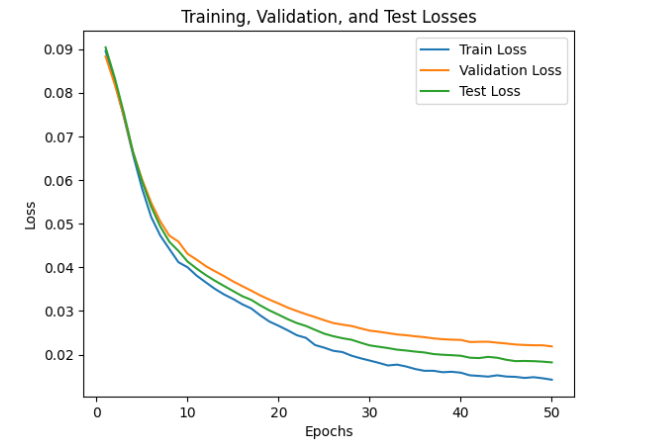 Training, Validation, and Test Losses
Train Loss
Validation Loss
Test Loss
Loss
0.09
0.08
0.07
0.06
0.05
0.04
0.03
0.02
0 10 20 30 40 50
Epochs